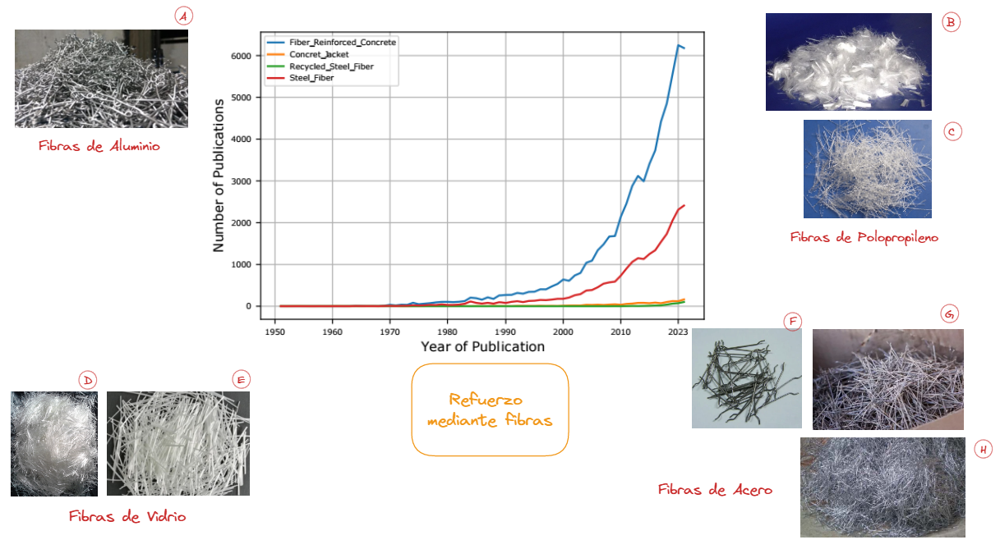 A
Fibras de Aluminio
Fiber_Reinforced_Concrete
Concret_Jacket
Recycled_Steel_Fiber
Steel_Fiber
Number of Publications
6000
5000
4000
3000
2000
1000
0
1950
1960
1970
1980
1990
2000
2010
2023
Year of Publication
B
C
Fibras de Polopropileno
D
E
Fibras de Vidrio
Refuerzo
mediante fibras
F
G
H
Fibras de Acero